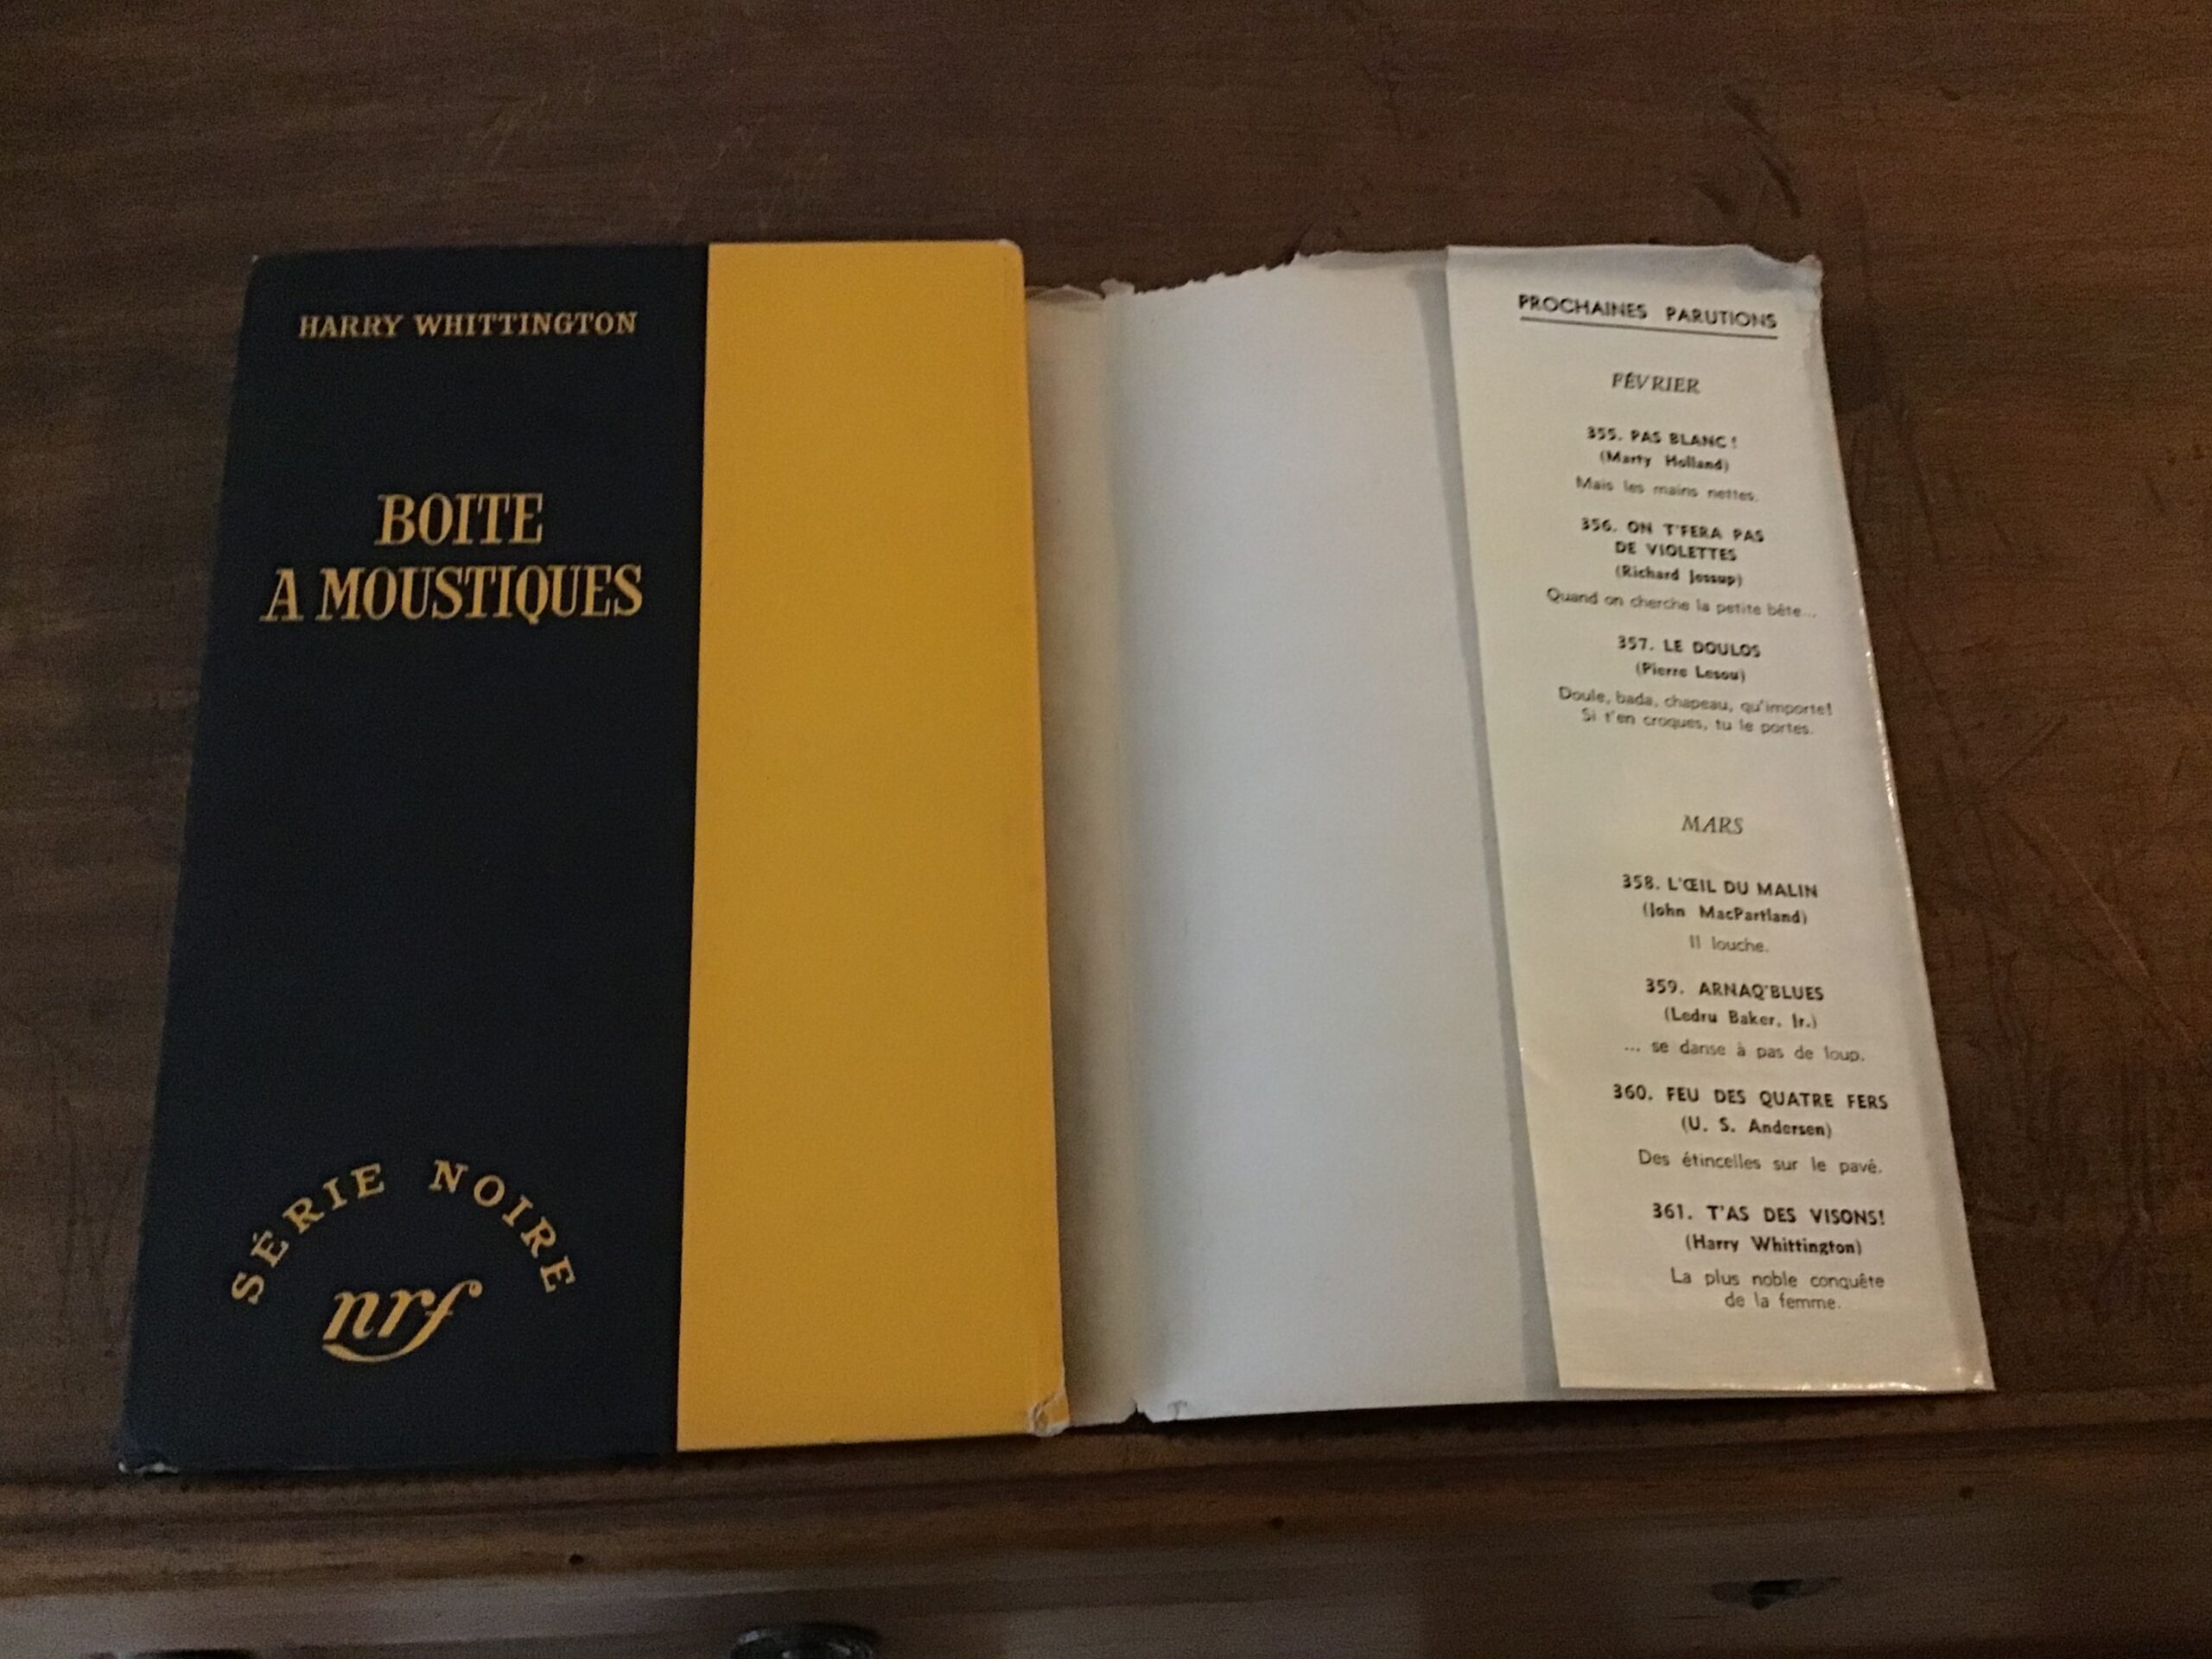 HARRY WHITTINGTON
BOITE
A MOUSTIQUES
SÉRIE NOIRE
nrf
PROCHAINES PARUTIONS
FÉVRIER
355. PAS BLANC !
(Marty Holland)
Mais les mains nettes.
356. ON T'FERA PAS
DE VIOLETTES
(Richard Jessup)
Quand on cherche la petite bête...
357. LE DOULOS
(Pierre Lesou)
Doule, bada, chapeau, qu'importe!
Si t'en croques, tu le portes.
MARS
358. L'ŒIL DU MALIN
(John MacPartland)
Il louche.
359. ARNAQ'BLUES
(Ledru Baker, Jr.)
... se danse à pas de loup.
360. FEU DES QUATRE FERS
(U. S. Andersen)
Des étincelles sur le pavé.
361. T'AS DES VISONS!
(Harry Whittington)
La plus noble conquête
de la femme.